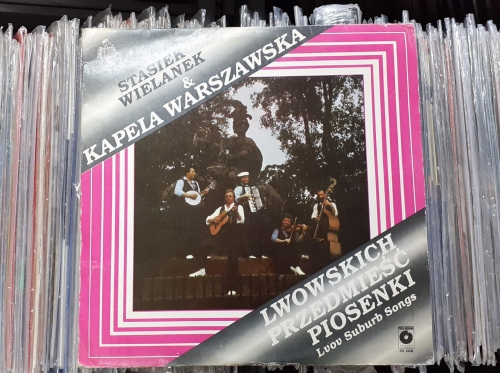 STASIEK
WIELANEK
&
KAPELA WARSZAWSKA
LWOWSKICH
PRZEDMIEŚĆ
PIOSENKI
Lvov Suburb Songs